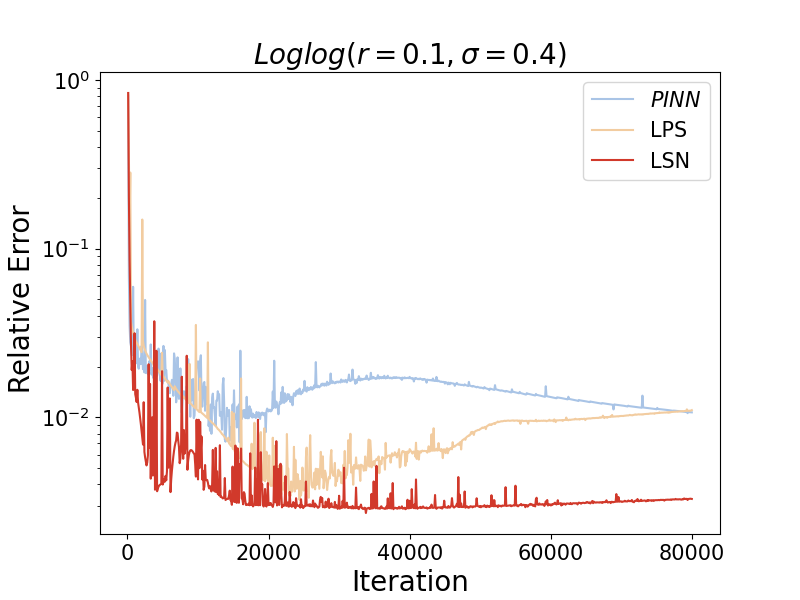 Loglog(r = 0.1, σ = 0.4)
10⁰
10⁻¹
10⁻²
Relative Error
PINN
LPS
LSN
0 20000 40000 60000 80000
Iteration